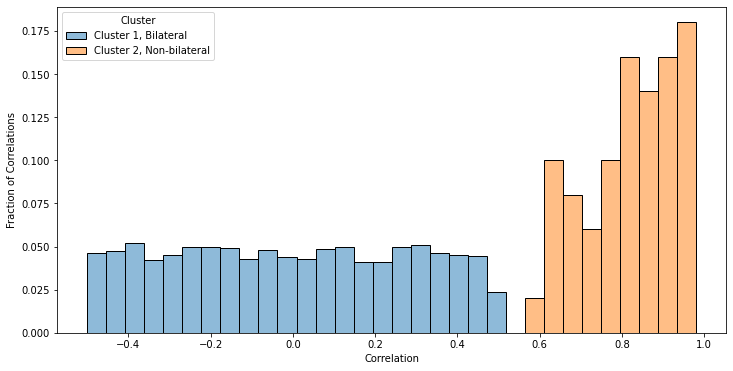 Cluster
Cluster 1, Bilateral
Cluster 2, Non-bilateral
Fraction of Correlations
0.175
0.150
0.125
0.100
0.075
0.050
0.025
0.000
−0.4 −0.2 0.0 0.2 0.4 0.6 0.8 1.0
Correlation